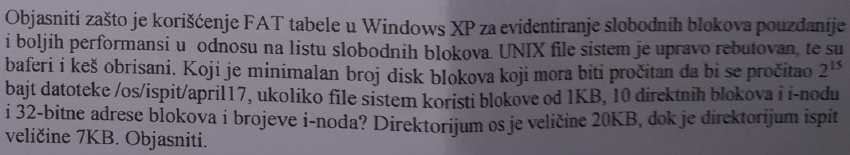 Objasniti zašto je korišćenje FAT tabele u Windows XP za evidentiranje slobodnih blokova pouzdanije
i boljih performansi u odnosu na listu slobodnih blokova. UNIX file sistem je upravo rebutovan, te su
baferi i keš obrisani. Koji je minimalan broj disk blokova koji mora biti pročitan da bi se pročitao 2¹⁵
bajt datoteke /os/ispit/april17, ukoliko file sistem koristi blokove od 1KB, 10 direktnih blokova i i-nodu
i 32-bitne adrese blokova i brojeve i-noda? Direktorijum os je veličine 20KB, dok je direktorijum ispit
veličine 7KB. Objasniti.